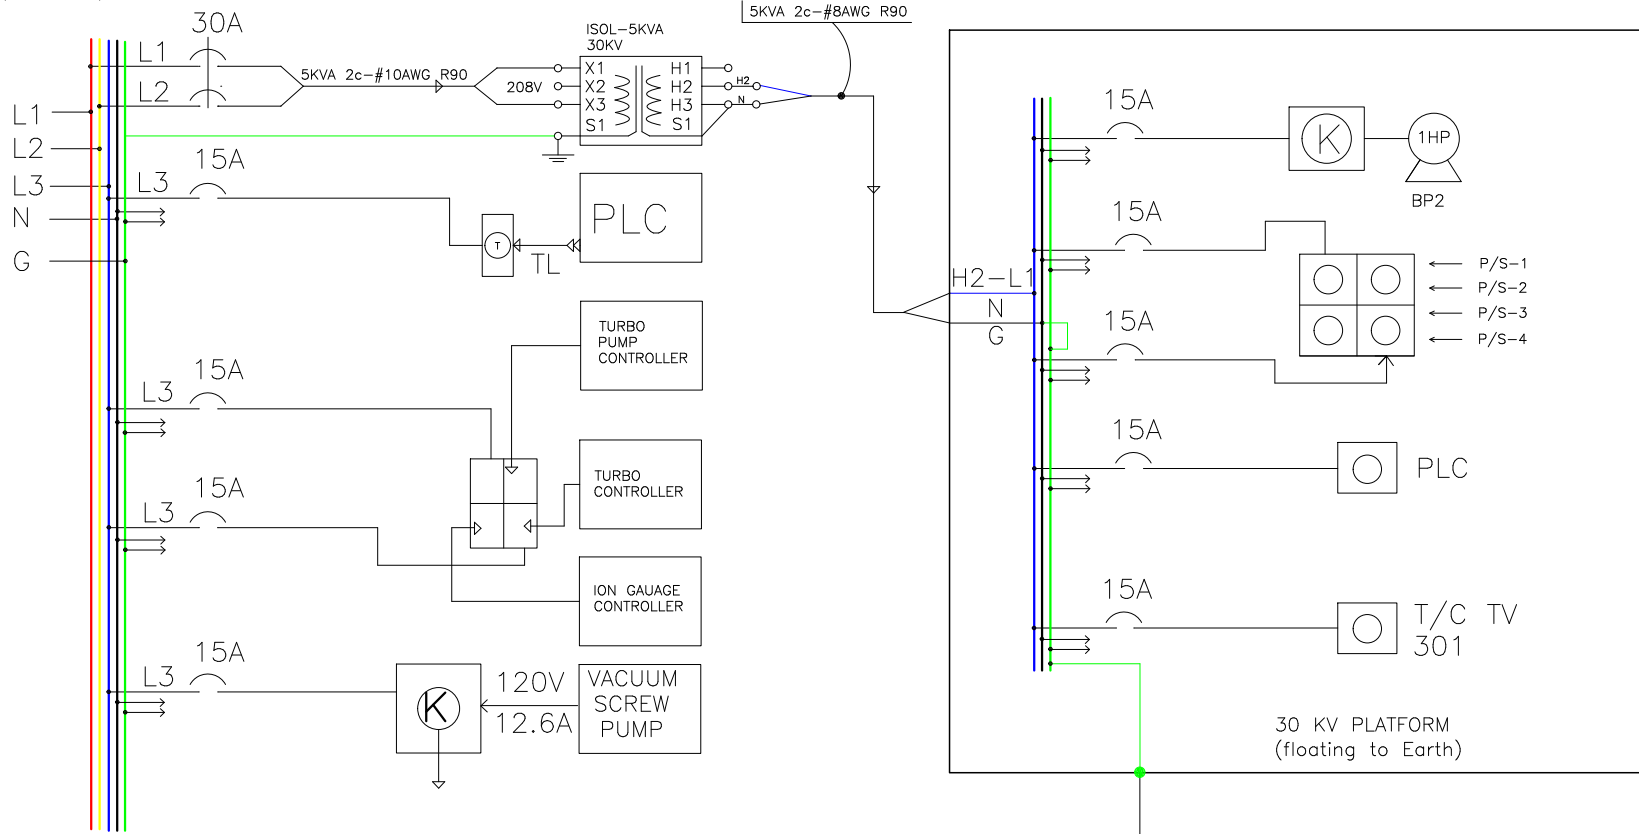 5KVA 2c-#8AWG R90
30A
ISOL-5KVA
30KV
L1
L2
5KVA 2c-#10AWG R90
208V
X1
X2
X3
S1
H1
H2
H3
S1
H2
N
L1
L2
L3
N
G
15A
L3
PLC
T
TL
TURBO
PUMP
CONTROLLER
15A
L3
TURBO
CONTROLLER
15A
L3
ION GAUAGE
CONTROLLER
15A
L3
K
120V
12.6A
VACUUM
SCREW
PUMP
H2-L1
N
G
15A
K
1HP
BP2
15A
P/S-1
P/S-2
P/S-3
P/S-4
15A
15A
PLC
15A
T/C TV
301
30 KV PLATFORM
(floating to Earth)